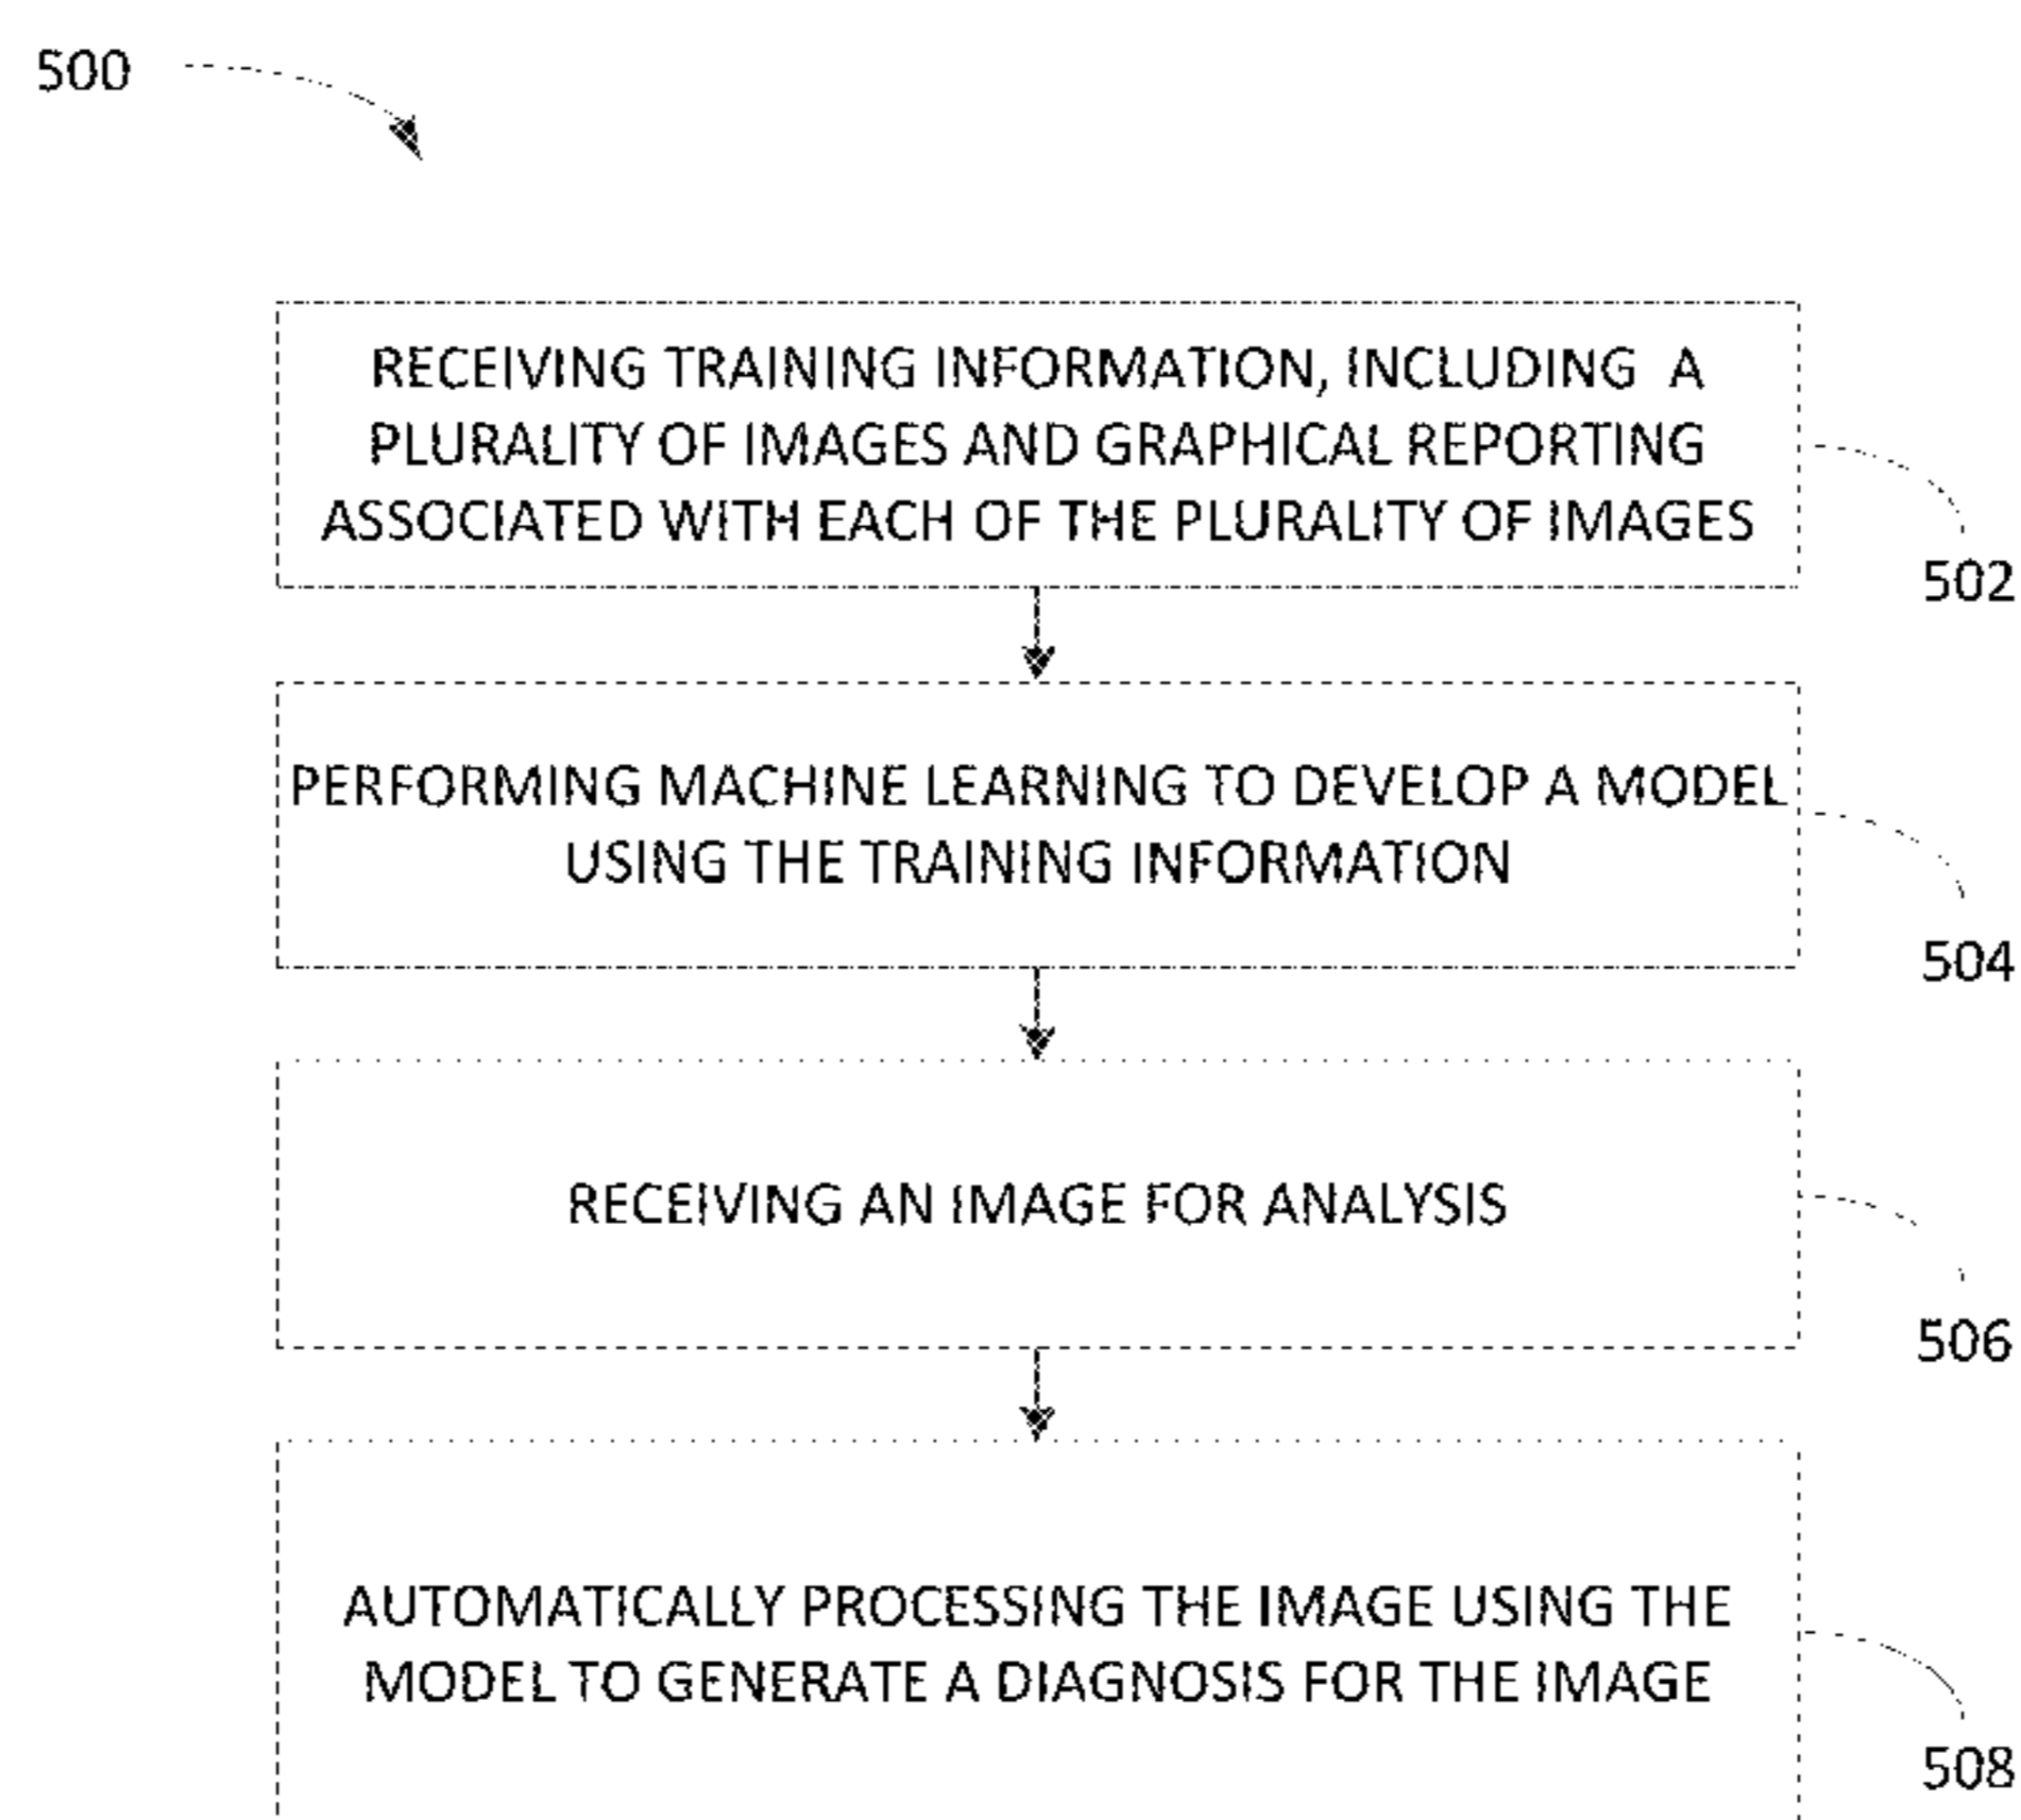 500
RECEIVING TRAINING INFORMATION, INCLUDING A
PLURALITY OF IMAGES AND GRAPHICAL REPORTING
ASSOCIATED WITH EACH OF THE PLURALITY OF IMAGES
502
PERFORMING MACHINE LEARNING TO DEVELOP A MODEL
USING THE TRAINING INFORMATION
504
RECEIVING AN IMAGE FOR ANALYSIS
506
AUTOMATICALLY PROCESSING THE IMAGE USING THE
MODEL TO GENERATE A DIAGNOSIS FOR THE IMAGE
508